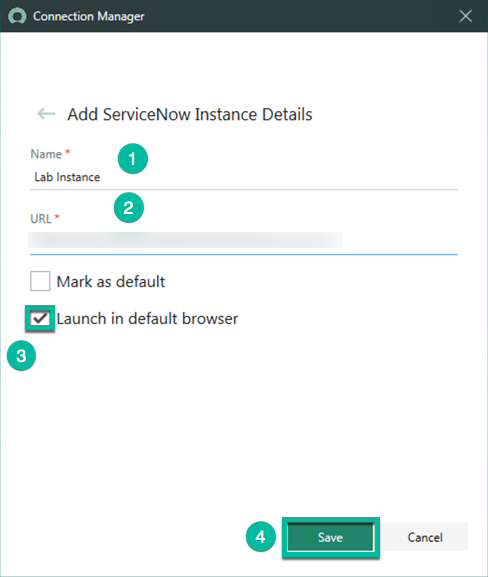 Connection Manager
Add ServiceNow Instance Details
Name * 1
Lab Instance
2
URL *
Mark as default
Launch in default browser
3
4 Save Cancel